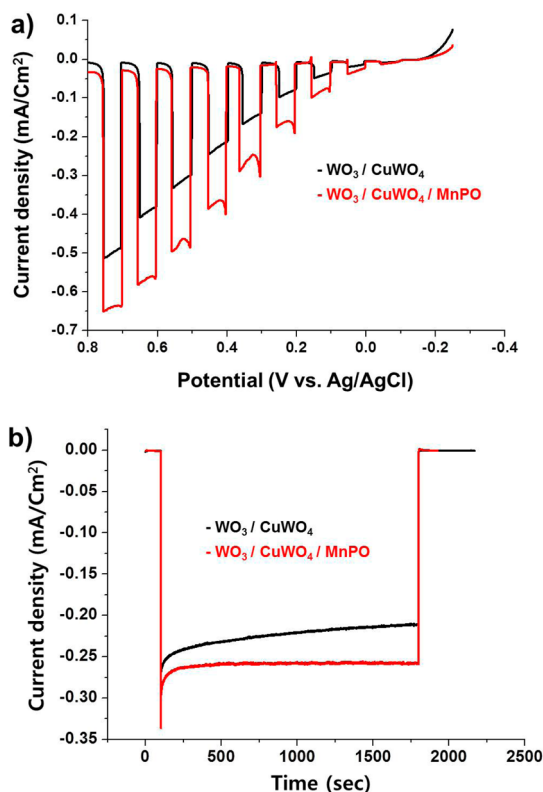 a)
Current density (mA/Cm²)
0.1
0.0
-0.1
-0.2
-0.3
-0.4
-0.5
-0.6
-0.7
- WO₃ / CuWO₄
- WO₃ / CuWO₄ / MnPO
0.8 0.6 0.4 0.2 0.0 -0.2 -0.4
Potential (V vs. Ag/AgCl)
b)
Current density (mA/Cm²)
0.00
-0.05
-0.10
-0.15
-0.20
-0.25
-0.30
-0.35
- WO₃ / CuWO₄
- WO₃ / CuWO₄ / MnPO
0 500 1000 1500 2000 2500
Time (sec)